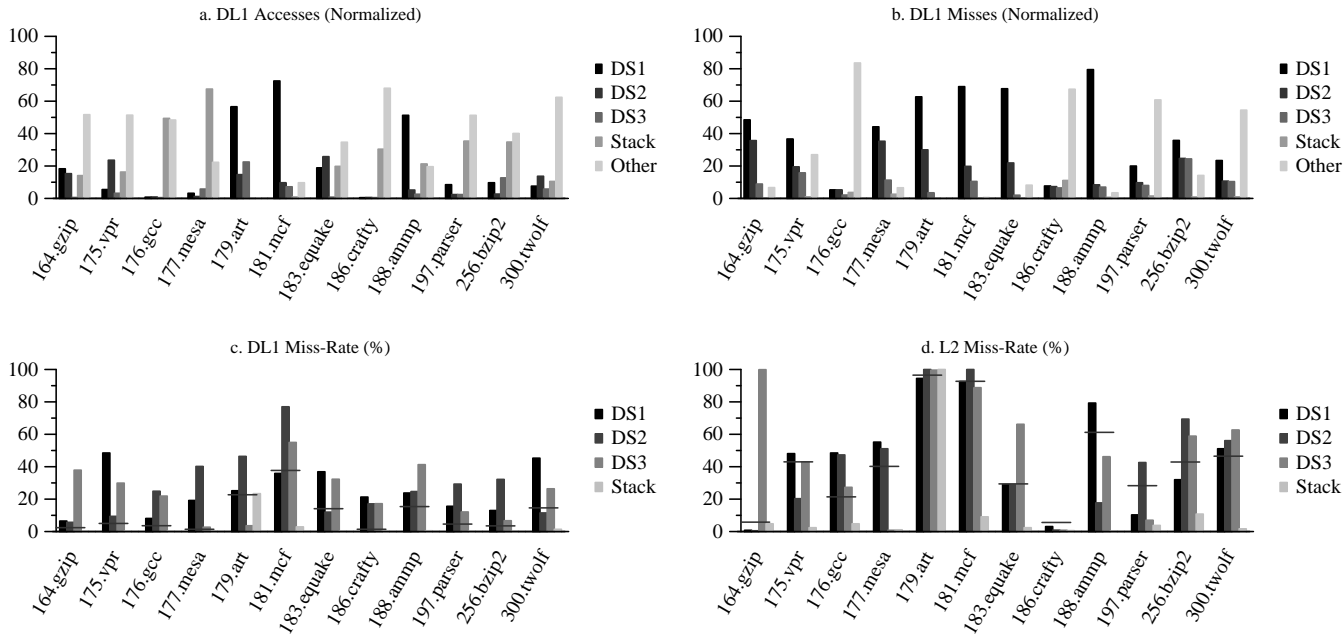 a. DL1 Accesses (Normalized)
100
80
60
40
20
0
DS1
DS2
DS3
Stack
Other
164.gzip
175.vpr
176.gcc
177.mesa
179.art
181.mcf
183.equake
186.crafty
188.ammp
197.parser
256.bzip2
300.twolf
b. DL1 Misses (Normalized)
100
80
60
40
20
0
DS1
DS2
DS3
Stack
Other
164.gzip
175.vpr
176.gcc
177.mesa
179.art
181.mcf
183.equake
186.crafty
188.ammp
197.parser
256.bzip2
300.twolf
c. DL1 Miss-Rate (%)
100
80
60
40
20
0
DS1
DS2
DS3
Stack
164.gzip
175.vpr
176.gcc
177.mesa
179.art
181.mcf
183.equake
186.crafty
188.ammp
197.parser
256.bzip2
300.twolf
d. L2 Miss-Rate (%)
100
80
60
40
20
0
DS1
DS2
DS3
Stack
164.gzip
175.vpr
176.gcc
177.mesa
179.art
181.mcf
183.equake
186.crafty
188.ammp
197.parser
256.bzip2
300.twolf